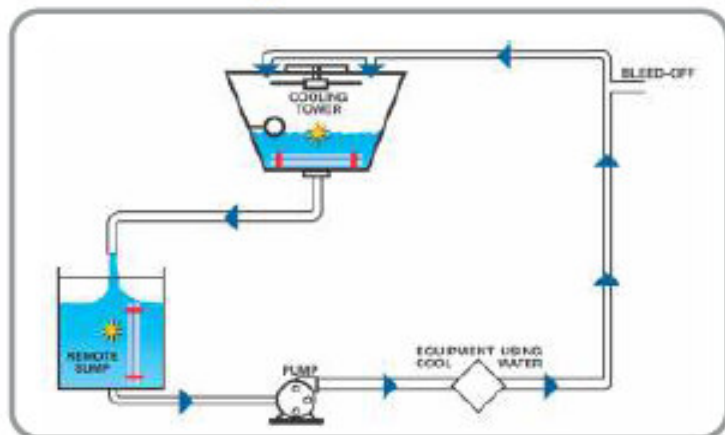 BLEED-OFF
COOLING
TOWER
REMOTE
SUMP
PUMP
EQUIPMENT USING
COOL WATER